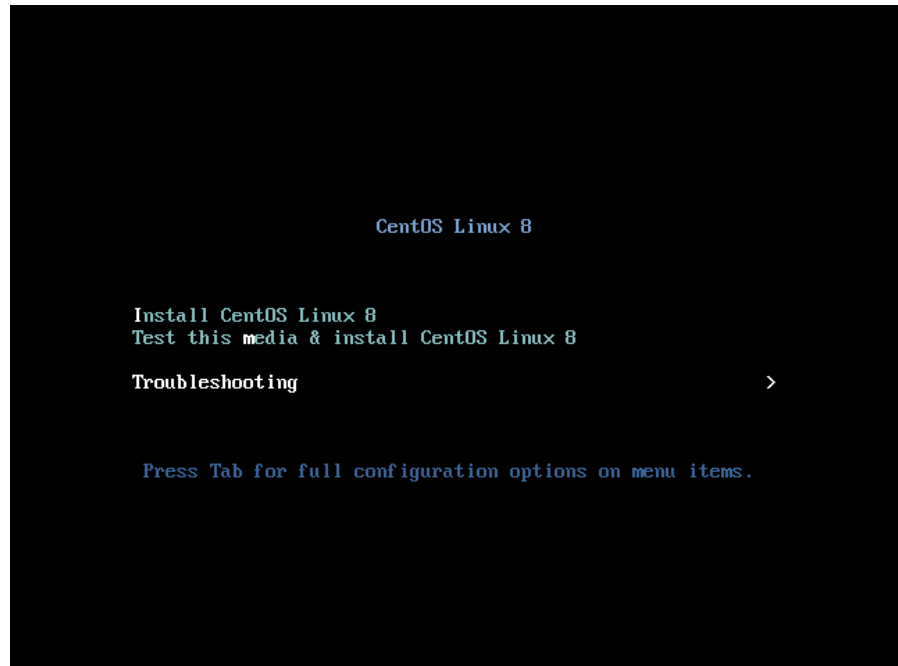 CentOS Linux 8
Install CentOS Linux 8
Test this media & install CentOS Linux 8
Troubleshooting >
Press Tab for full configuration options on menu items.